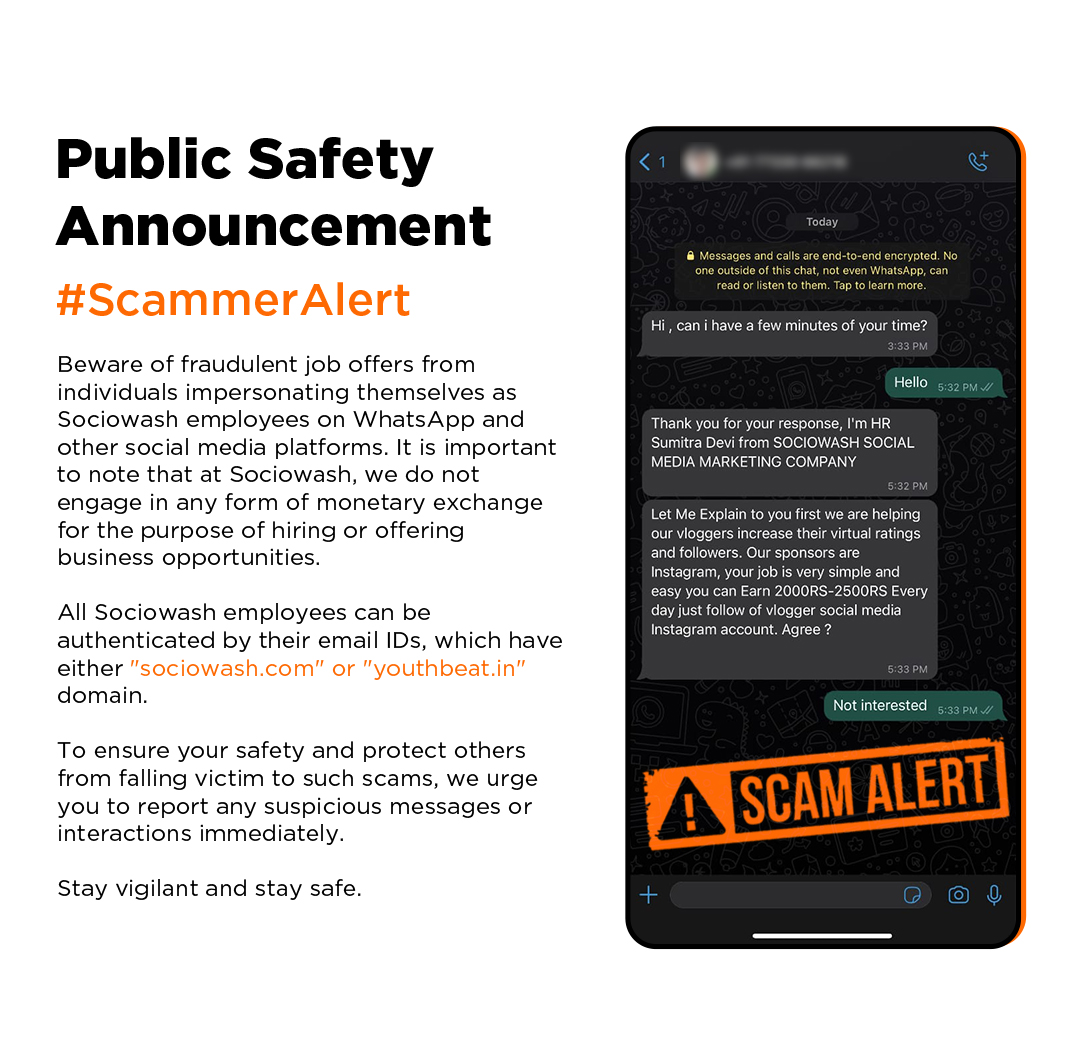 Public Safety
Announcement
#ScammerAlert
Beware of fraudulent job offers from
individuals impersonating themselves as
Sociowash employees on WhatsApp and
other social media platforms. It is important
to note that at Sociowash, we do not
engage in any form of monetary exchange
for the purpose of hiring or offering
business opportunities.
All Sociowash employees can be
authenticated by their email IDs, which have
either "sociowash.com" or "youthbeat.in"
domain.
To ensure your safety and protect others
from falling victim to such scams, we urge
you to report any suspicious messages or
interactions immediately.
Stay vigilant and stay safe.
1
Today
Messages and calls are end-to-end encrypted. No
one outside of this chat, not even WhatsApp, can
read or listen to them. Tap to learn more.
Hi , can i have a few minutes of your time?
3:33 PM
Hello 5:32 PM
Thank you for your response, I'm HR
Sumitra Devi from SOCIOWASH SOCIAL
MEDIA MARKETING COMPANY
5:32 PM
Let Me Explain to you first we are helping
our vloggers increase their virtual ratings
and followers. Our sponsors are
Instagram, your job is very simple and
easy you can Earn 2000RS-2500RS Every
day just follow of vlogger social media
Instagram account. Agree ?
5:33 PM
Not interested 5:33 PM
SCAM ALERT